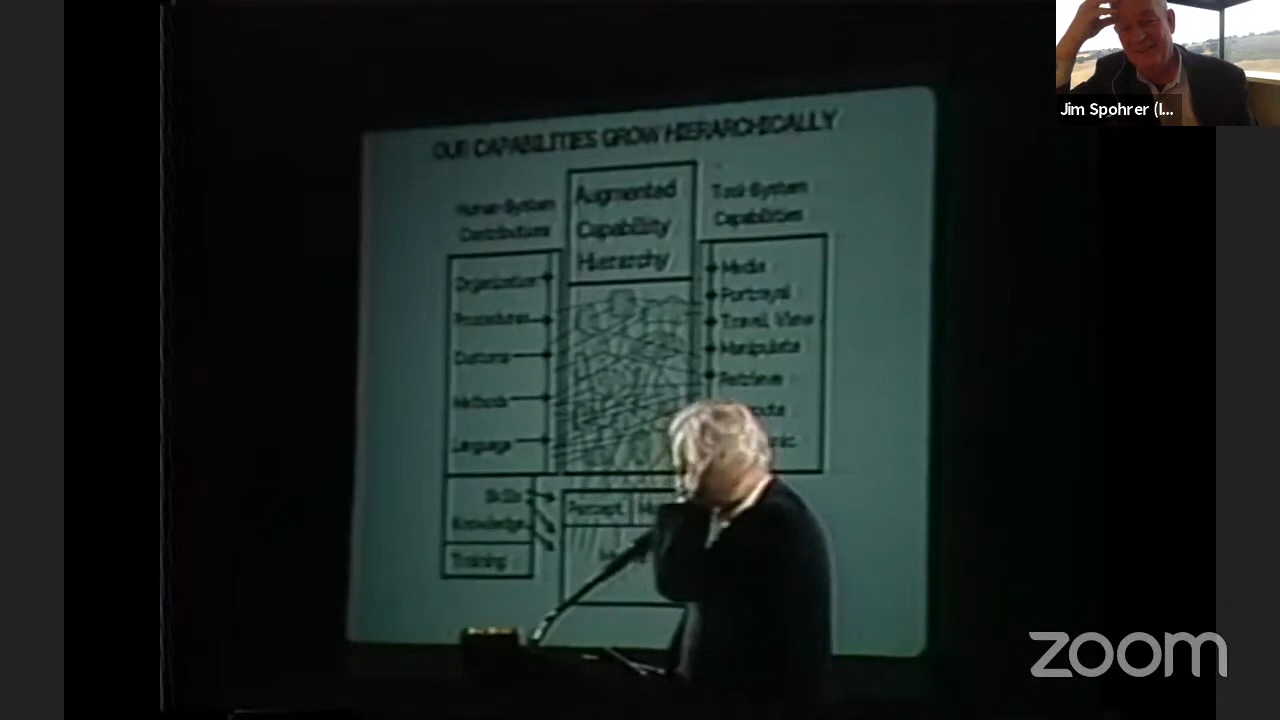 OUR CAPABILITIES GROW HIERARCHICALLY
Human-System
Contributions
Augmented
Capability
Hierarchy
Tool-System
Capabilities
Organization
Procedures
Customs
Methods
Language
Media
Portrayal
Travel, View
Manipulate
Retrieve
Skills
Knowledge
Training
Percept.
Jim Spohrer (I...
zoom